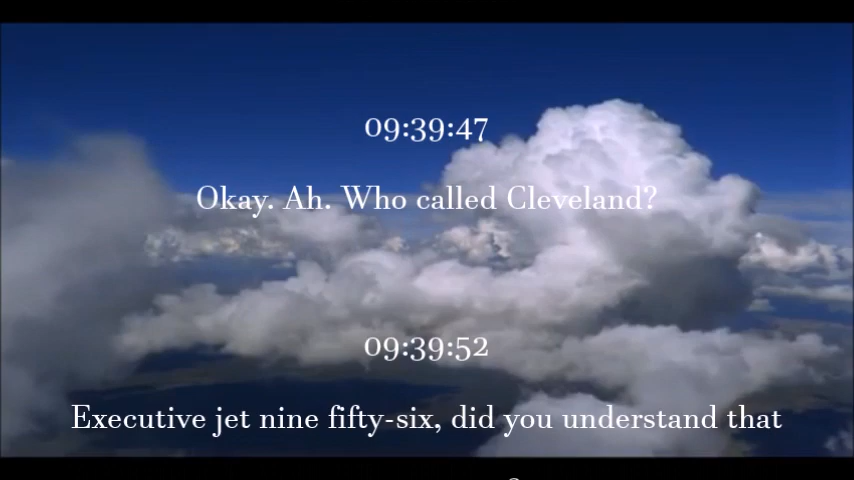 09:39:47
Okay. Ah. Who called Cleveland?
09:39:52
Executive jet nine fifty-six, did you understand that